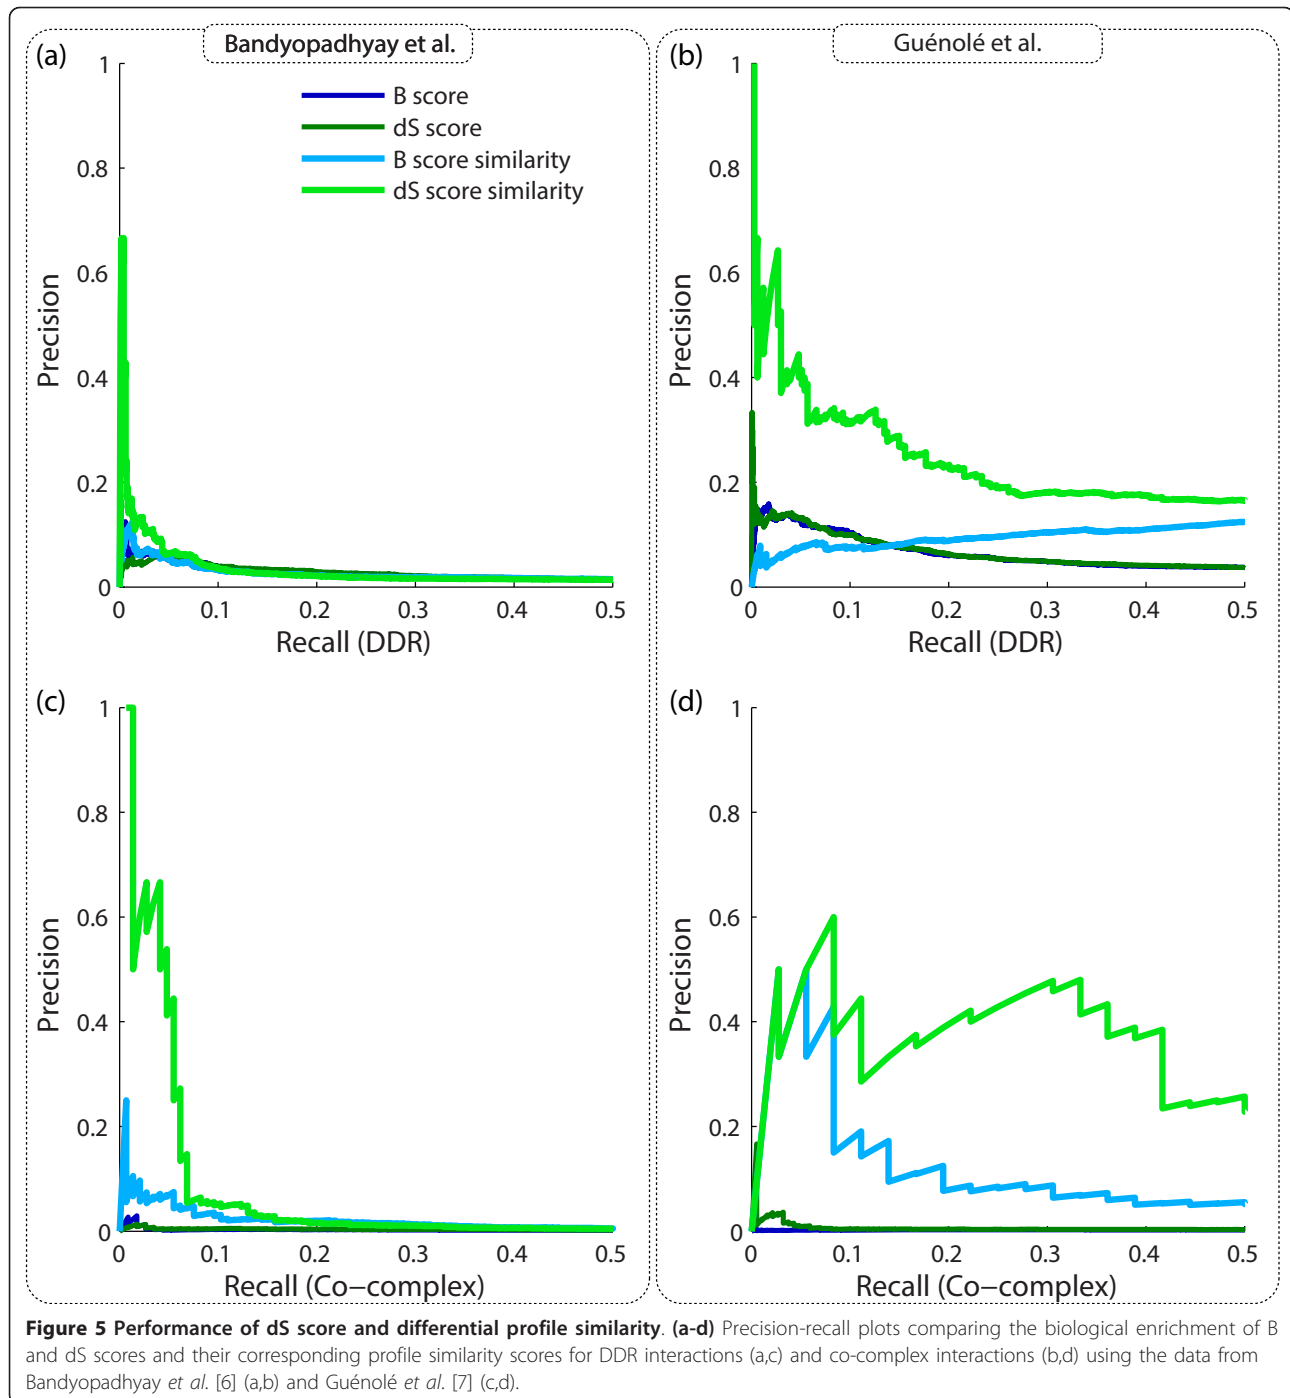 (a)
Bandyopadhyay et al.
1
0.8
0.6
0.4
0.2
0
Precision
B score
dS score
B score similarity
dS score similarity
0
0.1
0.2
0.3
0.4
0.5
Recall (DDR)
(b)
Guénolé et al.
1
0.8
0.6
0.4
0.2
0
Precision
0
0.1
0.2
0.3
0.4
0.5
Recall (DDR)
(c)
1
0.8
0.6
0.4
0.2
0
Precision
0
0.1
0.2
0.3
0.4
0.5
Recall (Co−complex)
(d)
1
0.8
0.6
0.4
0.2
0
Precision
0
0.1
0.2
0.3
0.4
0.5
Recall (Co−complex)
Figure 5 Performance of dS score and differential profile similarity. (a-d) Precision-recall plots comparing the biological enrichment of B
and dS scores and their corresponding profile similarity scores for DDR interactions (a,c) and co-complex interactions (b,d) using the data from
Bandyopadhyay et al. [6] (a,b) and Guénolé et al. [7] (c,d).